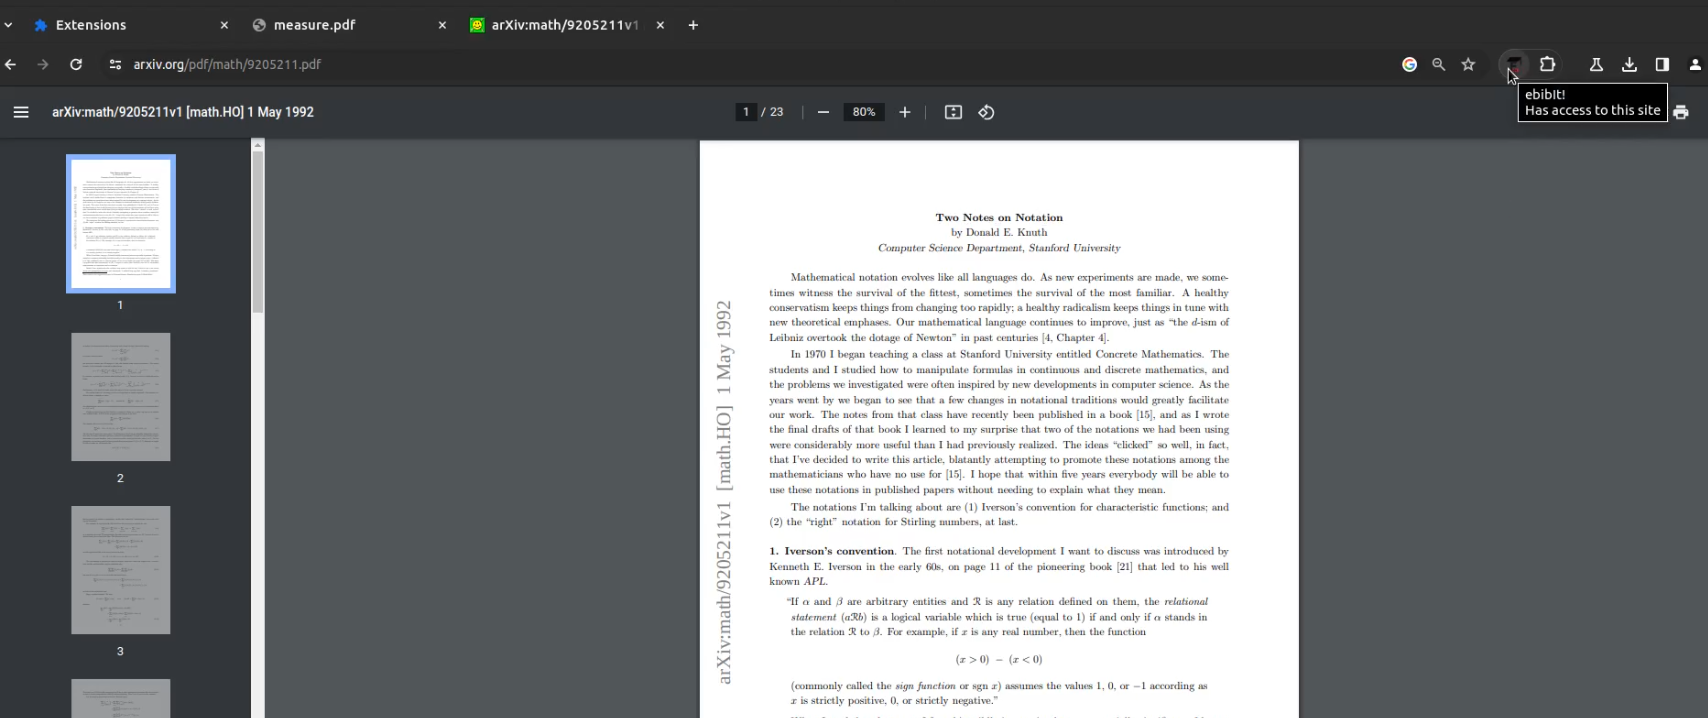 Extensions
measure.pdf
arXiv:math/9205211v1
arxiv.org/pdf/math/9205211.pdf
ebibIt!
Has access to this site
arXiv:math/9205211v1 [math.HO] 1 May 1992
1 / 23
80%
1
2
3
arXiv:math/9205211v1 [math.HO] 1 May 1992
Two Notes on Notation
by Donald E. Knuth
Computer Science Department, Stanford University
Mathematical notation evolves like all languages do. As new experiments are made, we some-
times witness the survival of the fittest, sometimes the survival of the most familiar. A healthy
conservatism keeps things from changing too rapidly; a healthy radicalism keeps things in tune with
new theoretical emphases. Our mathematical language continues to improve, just as “the d-ism of
Leibniz overtook the dotage of Newton” in past centuries [4, Chapter 4].
In 1970 I began teaching a class at Stanford University entitled Concrete Mathematics. The
students and I studied how to manipulate formulas in continuous and discrete mathematics, and
the problems we investigated were often inspired by new developments in computer science. As the
years went by we began to see that a few changes in notational traditions would greatly facilitate
our work. The notes from that class have recently been published in a book [15], and as I wrote
the final drafts of that book I learned to my surprise that two of the notations we had been using
were considerably more useful than I had previously realized. The ideas “clicked” so well, in fact,
that I’ve decided to write this article, blatantly attempting to promote these notations among the
mathematicians who have no use for [15]. I hope that within five years everybody will be able to
use these notations in published papers without needing to explain what they mean.
The notations I’m talking about are (1) Iverson’s convention for characteristic functions; and
(2) the “right” notation for Stirling numbers, at last.
1. Iverson’s convention. The first notational development I want to discuss was introduced by
Kenneth E. Iverson in the early 60s, on page 11 of the pioneering book [21] that led to his well
known APL.
“If α and β are arbitrary entities and ℛ is any relation defined on them, the relational
statement (αℛb) is a logical variable which is true (equal to 1) if and only if α stands in
the relation ℛ to β. For example, if x is any real number, then the function
(x > 0) − (x < 0)
(commonly called the sign function or sgn x) assumes the values 1, 0, or −1 according as
x is strictly positive, 0, or strictly negative.”